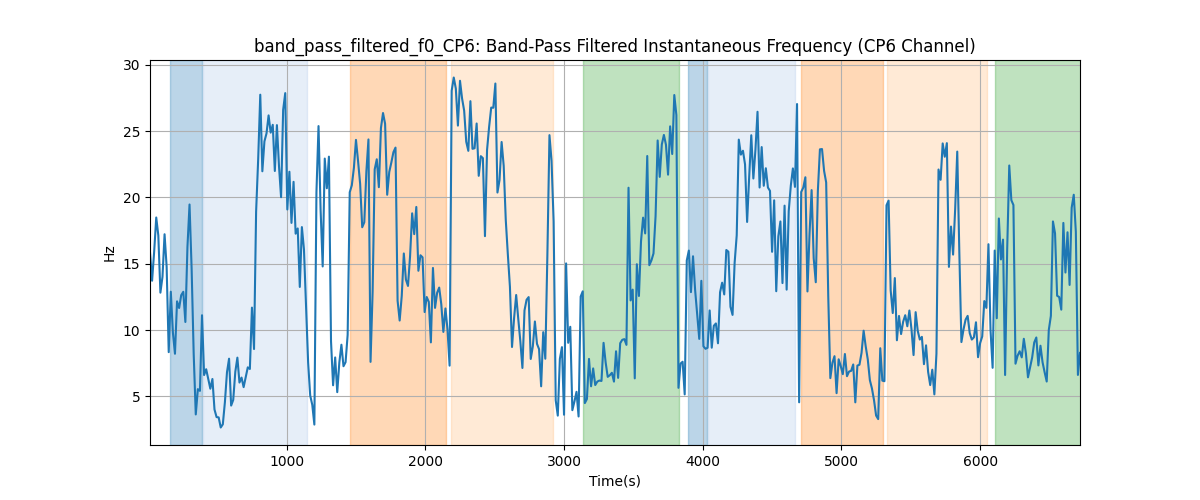 band_pass_filtered_f0_CP6: Band-Pass Filtered Instantaneous Frequency (CP6 Channel)
30
25
20
15
10
5
Hz
1000 2000 3000 4000 5000 6000
Time(s)